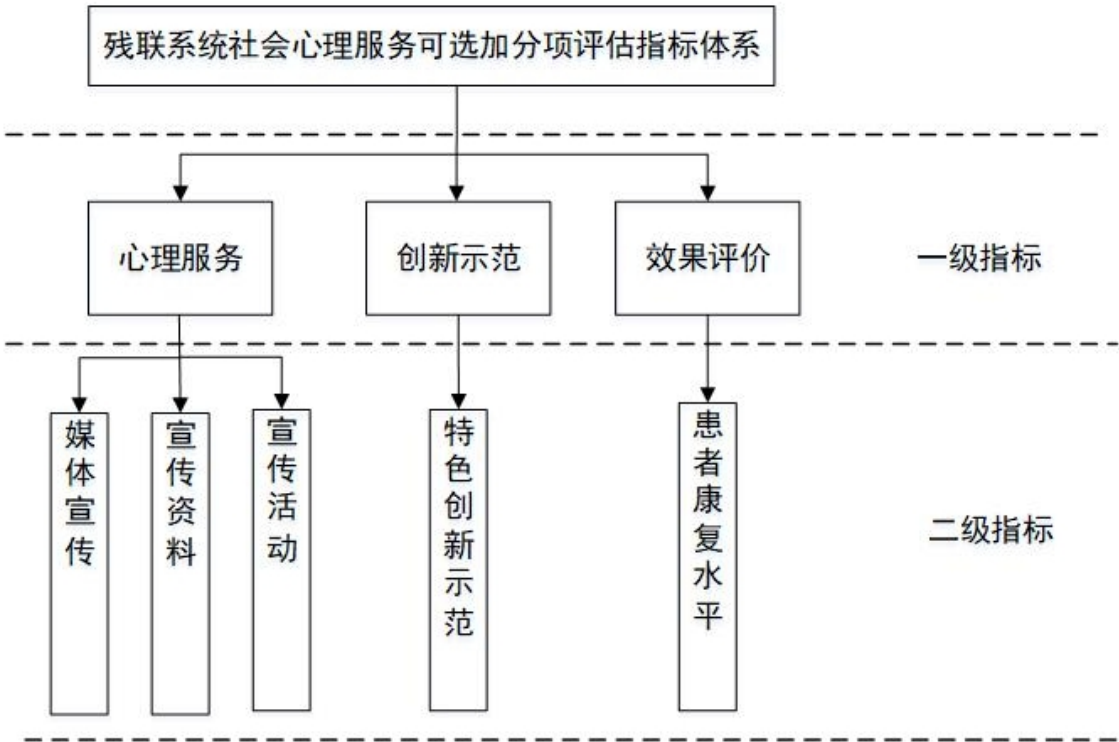 残联系统社会心理服务可选加分项评估指标体系
心理服务
创新示范
效果评价
一级指标
媒体宣传
宣传资料
宣传活动
特色创新示范
患者康复水平
二级指标